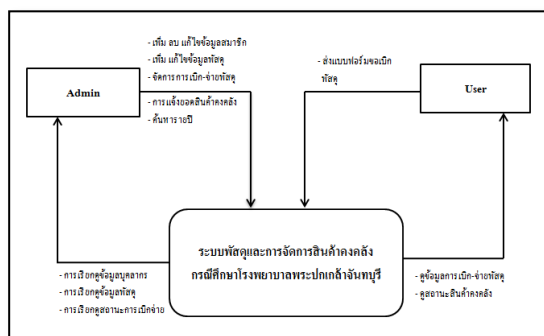 - เพิ่ม ลบ แก้ไขข้อมูลสมาชิก
- เพิ่ม แก้ไขข้อมูลพัสดุ
- จัดการการเบิก-จ่ายพัสดุ
- การแจ้งยอดสินค้าคงคลัง
- ค้นหารายปี
Admin
- ส่งแบบฟอร์มขอเบิก
พัสดุ
User
ระบบพัสดุและการจัดการสินค้าคงคลัง
กรณีศึกษาโรงพยาบาลพระปกเกล้าจันทบุรี
- การเรียกดูข้อมูลบุคลากร
- การเรียกดูข้อมูลพัสดุ
- การเรียกดูสถานะการเบิกจ่าย
- ดูข้อมูลการเบิก-จ่ายพัสดุ
- ดูสถานะสินค้าคงคลัง